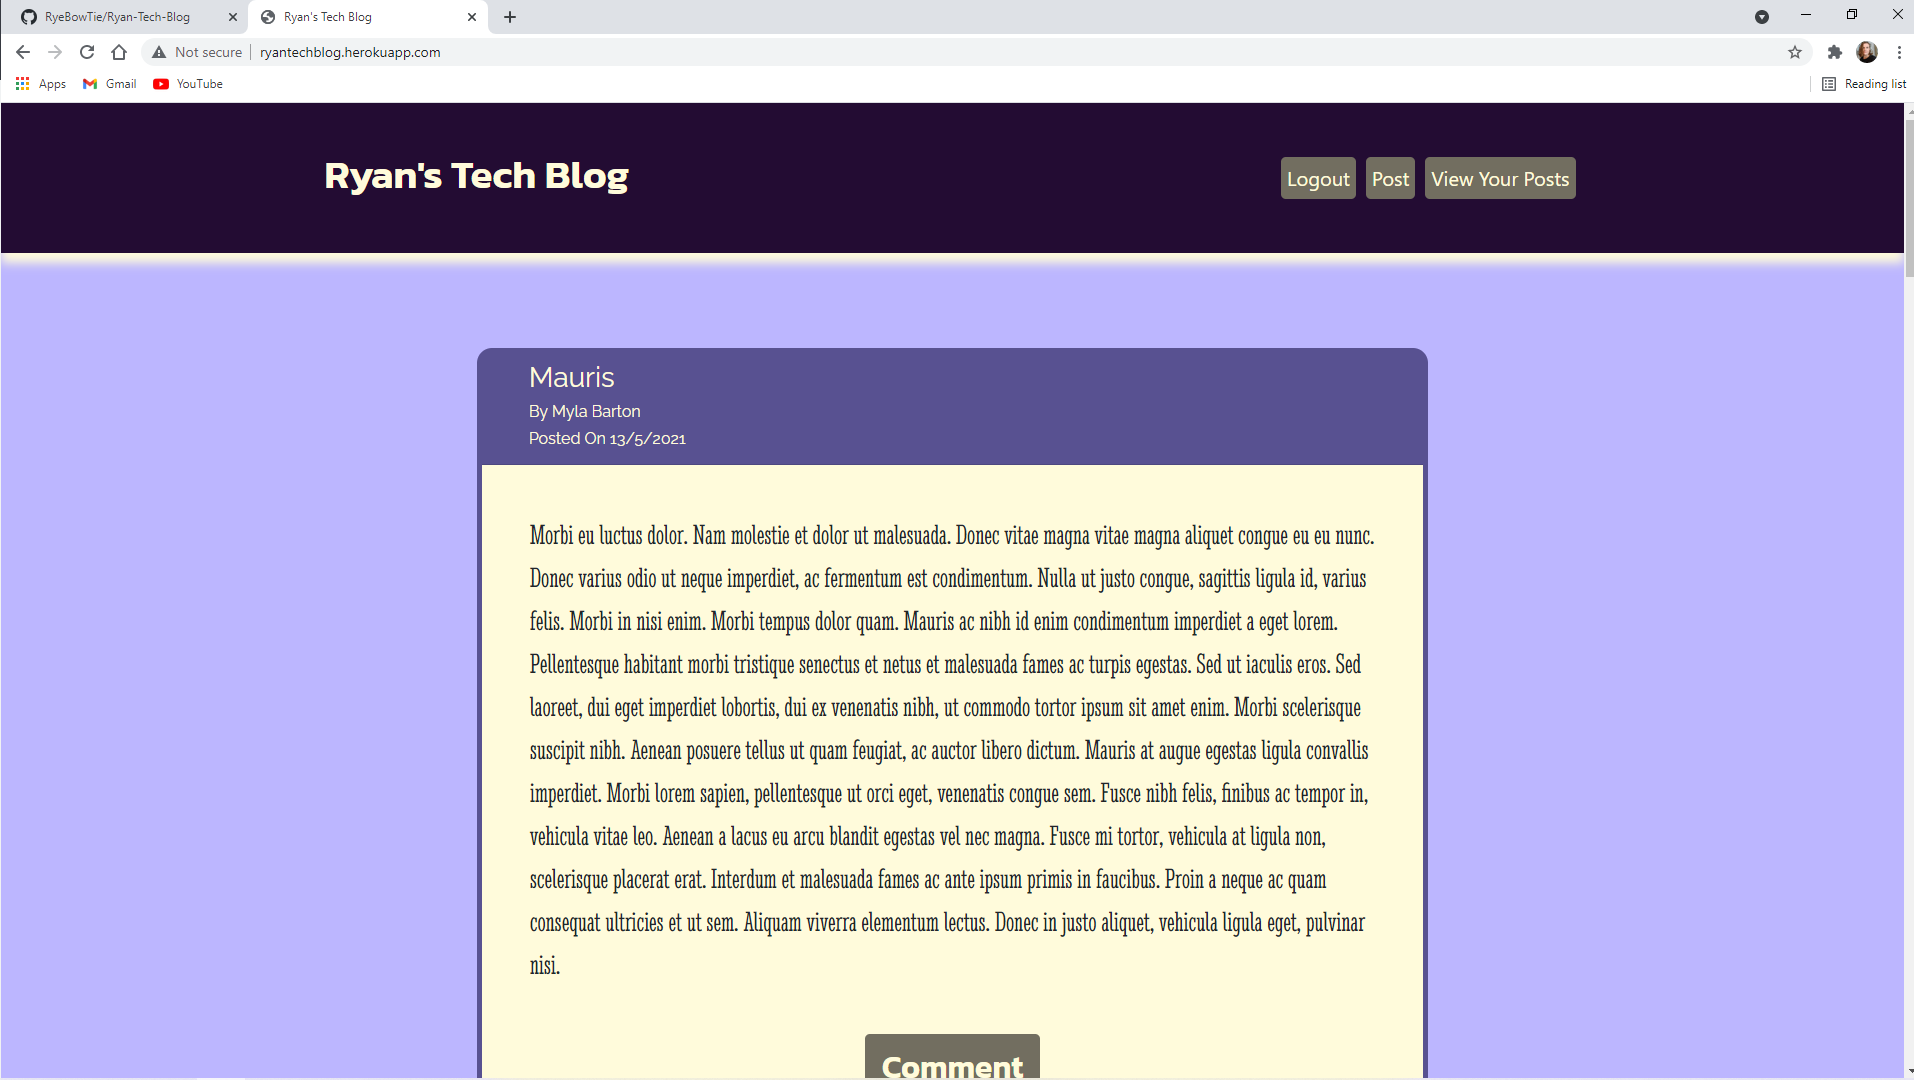 RyeBowTie/Ryan-Tech-Blog
Ryan's Tech Blog
Not secure
ryantechblog.herokuapp.com
Apps
Gmail
YouTube
Reading list
Ryan's Tech Blog
Logout
Post
View Your Posts
Mauris
By Myla Barton
Posted On 13/5/2021
Morbi eu luctus dolor. Nam molestie et dolor ut malesuada. Donec vitae magna vitae magna aliquet congue eu eu nunc.
Donec varius odio ut neque imperdiet, ac fermentum est condimentum. Nulla ut justo congue, sagittis ligula id, varius
felis. Morbi in nisi enim. Morbi tempus dolor quam. Mauris ac nibh id enim condimentum imperdiet a eget lorem.
Pellentesque habitant morbi tristique senectus et netus et malesuada fames ac turpis egestas. Sed ut iaculis eros. Sed
laoreet, dui eget imperdiet lobortis, dui ex venenatis nibh, ut commodo tortor ipsum sit amet enim. Morbi scelerisque
suscipit nibh. Aenean posuere tellus ut quam feugiat, ac auctor libero dictum. Mauris at augue egestas ligula convallis
imperdiet. Morbi lorem sapien, pellentesque ut orci eget, venenatis congue sem. Fusce nibh felis, finibus ac tempor in,
vehicula vitae leo. Aenean a lacus eu arcu blandit egestas vel nec magna. Fusce mi tortor, vehicula at ligula non,
scelerisque placerat erat. Interdum et malesuada fames ac ante ipsum primis in faucibus. Proin a neque ac quam
consequat ultricies et ut sem. Aliquam viverra elementum lectus. Donec in justo aliquet, vehicula ligula eget, pulvinar
nisi.
Comment